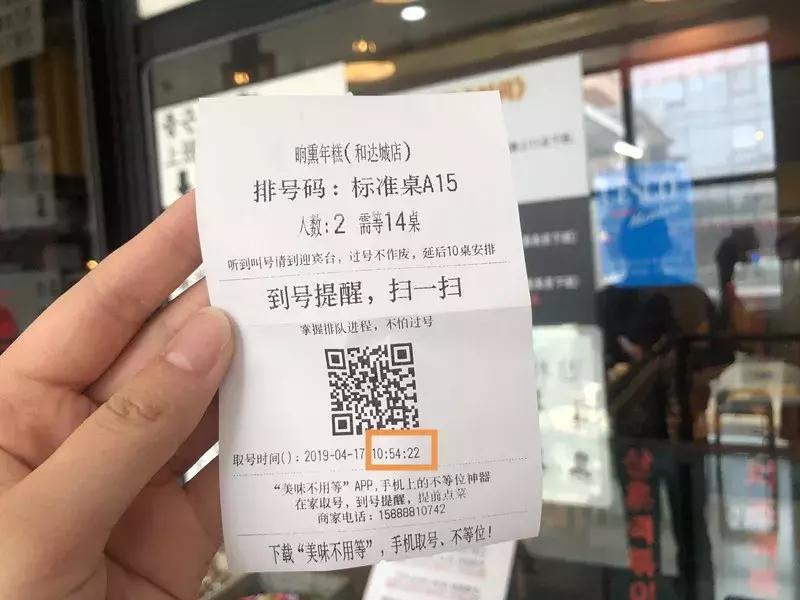 晌熏年糕(和达城店)
排号码：标准桌A15
人数:2 需等14桌
听到叫号请到迎宾台，过号不作废，延后10桌安排
到号提醒，扫一扫
掌握排队进程，不怕过号
取号时间()：2019-04-17 10:54:22
“美味不用等”APP,手机上的不等位神器
在家取号，到号提醒，提前点菜
商家电话：15888810742
下载“美味不用等”，手机取号、不等位！